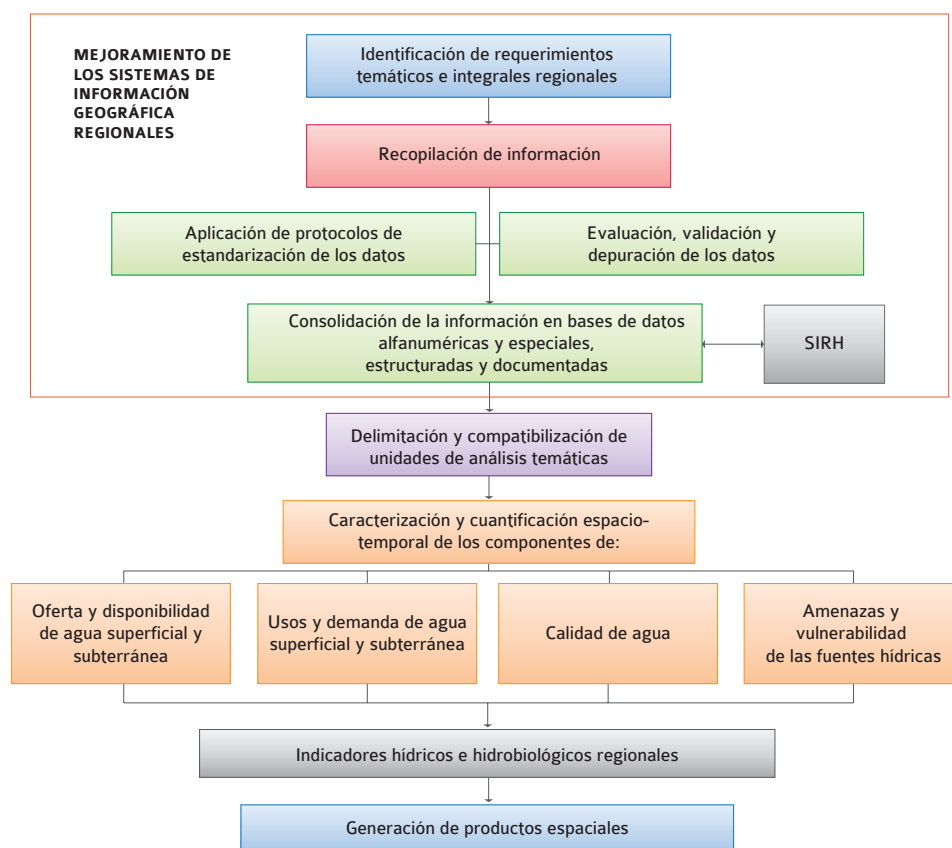 MEJORAMIENTO DE
LOS SISTEMAS DE
INFORMACIÓN
GEOGRÁFICA
REGIONALES
Identificación de requerimientos
temáticos e integrales regionales
Recopilación de información
Aplicación de protocolos de
estandarización de los datos
Evaluación, validación y
depuración de los datos
Consolidación de la información en bases de datos
alfanuméricas y especiales,
estructuradas y documentadas
SIRH
Delimitación y compatibilización de
unidades de análisis temáticas
Caracterización y cuantificación espacio-
temporal de los componentes de:
Oferta y disponibilidad
de agua superficial y
subterránea
Usos y demanda de agua
superficial y subterránea
Calidad de agua
Amenazas y
vulnerabilidad
de las fuentes hídricas
Indicadores hídricos e hidrobiológicos regionales
Generación de productos espaciales